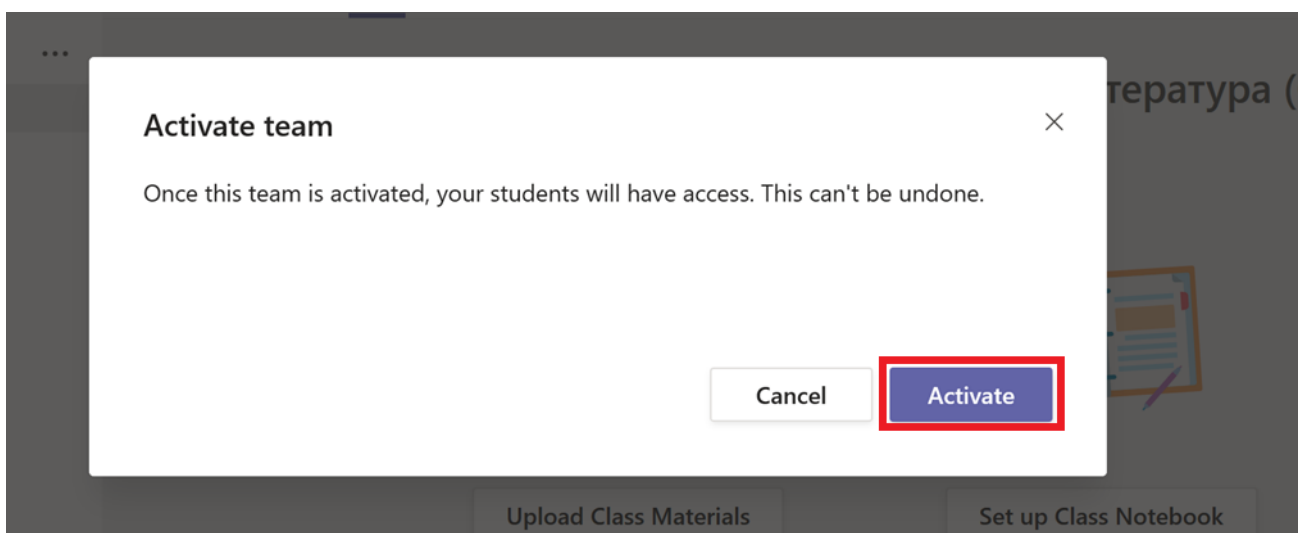 ...
тература (
Activate team
Once this team is activated, your students will have access. This can't be undone.
Cancel
Activate
Upload Class Materials
Set up Class Notebook